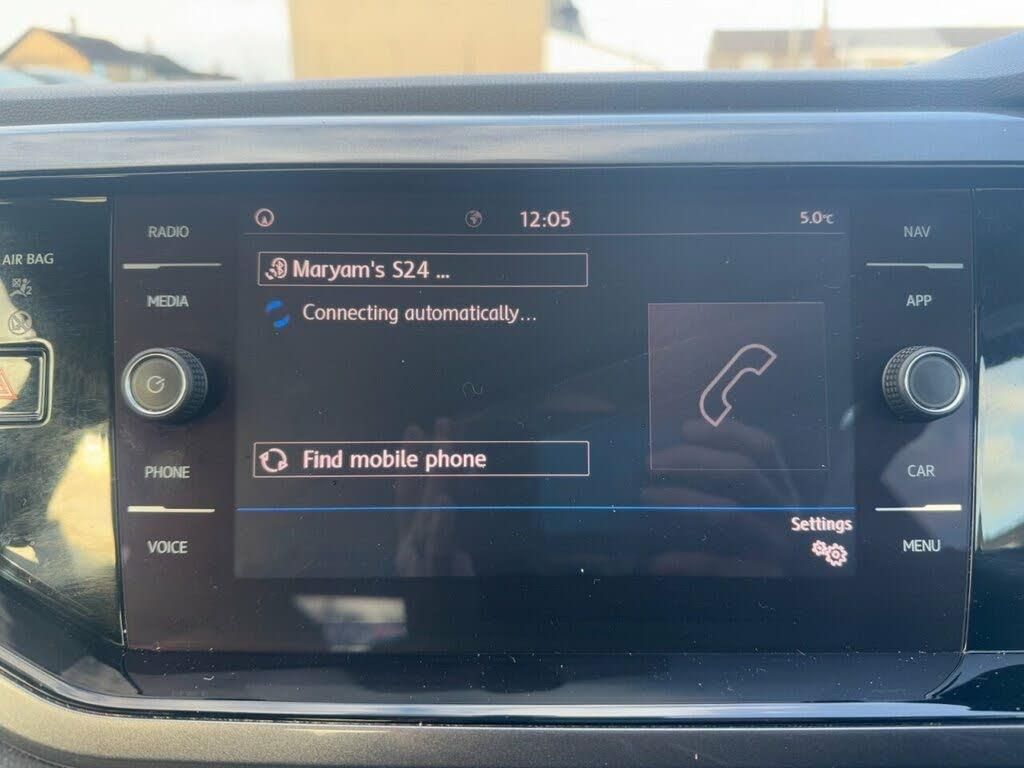 12:05
5.0°C
RADIO
NAV
AIR BAG
Maryam's S24 ...
MEDIA
Connecting automatically...
APP
PHONE
Find mobile phone
CAR
VOICE
Settings
MENU